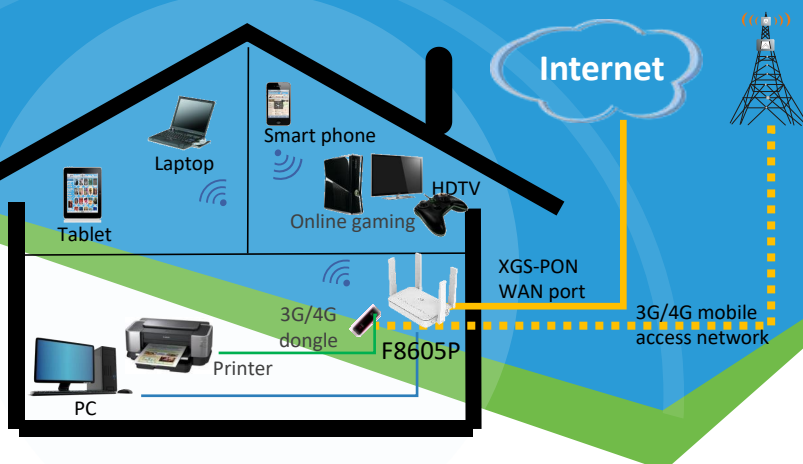 Internet
Smart phone
Laptop
HDTV
Online gaming
Tablet
XGS-PON
WAN port
3G/4G
dongle
3G/4G mobile
access network
F8605P
Printer
PC